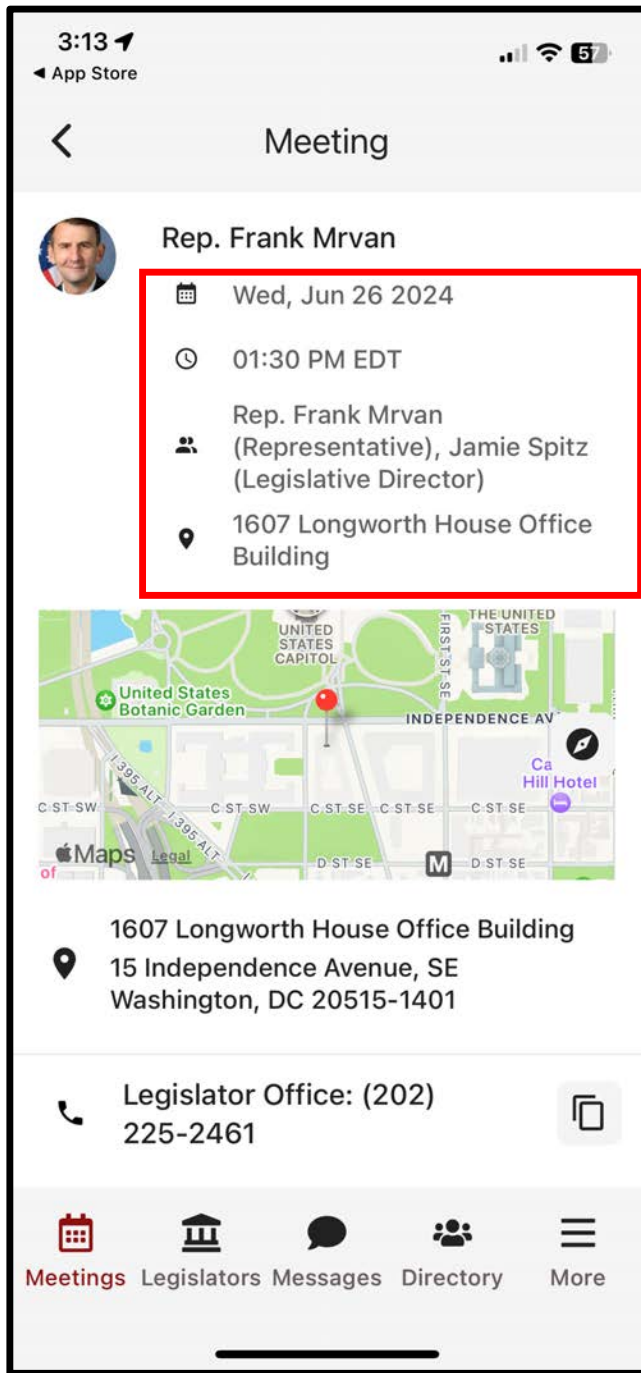 3:13
57
◀ App Store
Meeting
Rep. Frank Mrvan
Wed, Jun 26 2024
01:30 PM EDT
Rep. Frank Mrvan
(Representative), Jamie Spitz
(Legislative Director)
1607 Longworth House Office
Building
THE UNITED
STATES
UNITED
STATES
CAPITOL
FIRST ST SE
United States
Botanic Garden
INDEPENDENCE AV
I 395 ALT
I 395 ALT
Ca
Hill Hotel
C ST SW
C ST SW
C ST SE
C ST SE
C ST SE
Maps
Legal
D ST SE
M
D ST SE
of
1607 Longworth House Office Building
15 Independence Avenue, SE
Washington, DC 20515-1401
Legislator Office: (202)
225-2461
Meetings
Legislators
Messages
Directory
More